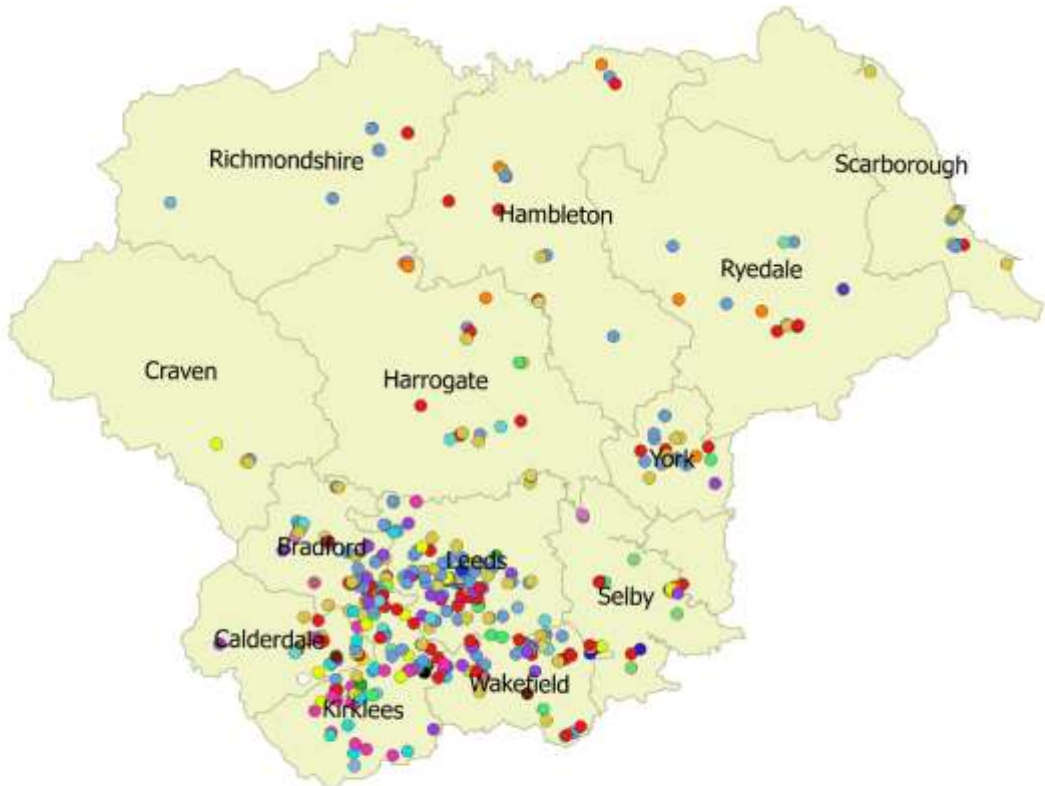 Richmondshire
Scarborough
Hambleton
Ryedale
Craven
Harrogate
York
Bradford
Leeds
Selby
Calderdale
Wakefield
Kirklees